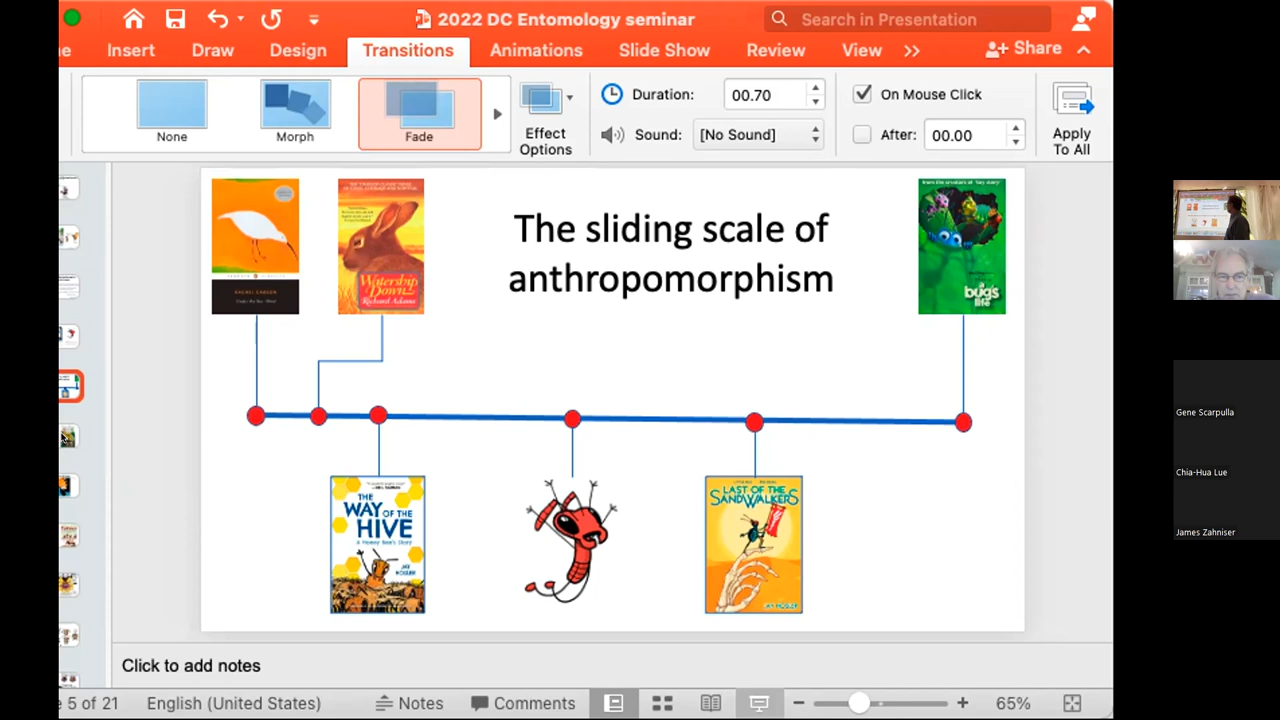 2022 DC Entomology seminar
Search in Presentation
Insert
Draw
Design
Transitions
Animations
Slide Show
Review
View
Share
None
Morph
Fade
Effect
Options
Duration:
00.70
Sound:
[No Sound]
On Mouse Click
After:
00.00
Apply
To All
The sliding scale of
anthropomorphism
Watership
Down
Richard Adams
a
bug's
life
THE
WAY OF THE
HIVE
A Honey Bee's Story
JAY
HOSLER
LAST OF THE
SANDWALKERS
JAY HOSLER
Click to add notes
5 of 21
English (United States)
Notes
Comments
65%
Gene Scarpulla
Chia-Hua Lue
James Zahniser